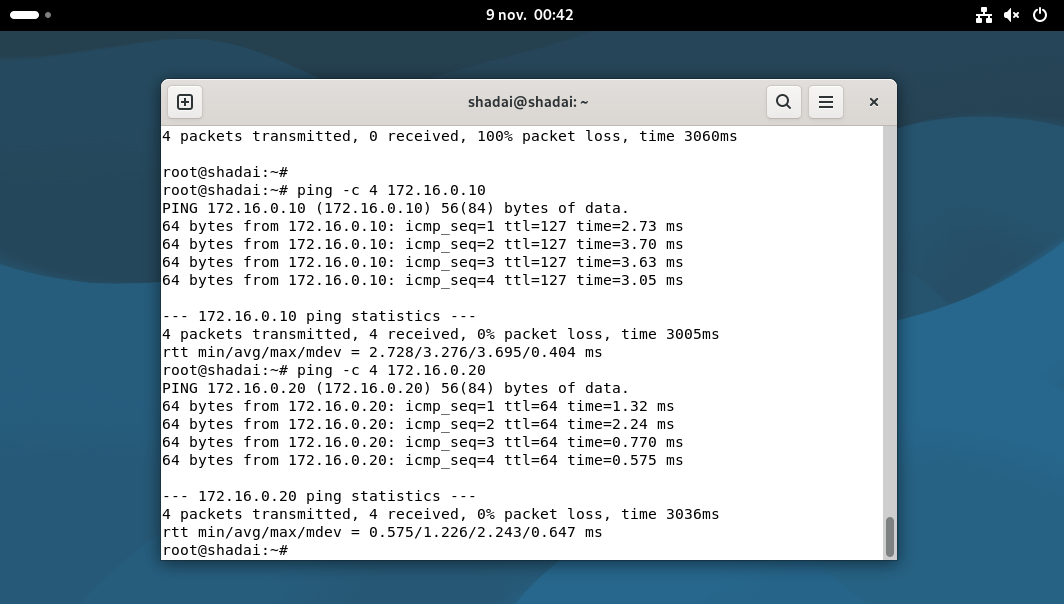 9 nov.  00:42
shadai@shadai: ~
4 packets transmitted, 0 received, 100% packet loss, time 3060ms
root@shadai:~#
root@shadai:~# ping -c 4 172.16.0.10
PING 172.16.0.10 (172.16.0.10) 56(84) bytes of data.
64 bytes from 172.16.0.10: icmp_seq=1 ttl=127 time=2.73 ms
64 bytes from 172.16.0.10: icmp_seq=2 ttl=127 time=3.70 ms
64 bytes from 172.16.0.10: icmp_seq=3 ttl=127 time=3.63 ms
64 bytes from 172.16.0.10: icmp_seq=4 ttl=127 time=3.05 ms
--- 172.16.0.10 ping statistics ---
4 packets transmitted, 4 received, 0% packet loss, time 3005ms
rtt min/avg/max/mdev = 2.728/3.276/3.695/0.404 ms
root@shadai:~# ping -c 4 172.16.0.20
PING 172.16.0.20 (172.16.0.20) 56(84) bytes of data.
64 bytes from 172.16.0.20: icmp_seq=1 ttl=64 time=1.32 ms
64 bytes from 172.16.0.20: icmp_seq=2 ttl=64 time=2.24 ms
64 bytes from 172.16.0.20: icmp_seq=3 ttl=64 time=0.770 ms
64 bytes from 172.16.0.20: icmp_seq=4 ttl=64 time=0.575 ms
--- 172.16.0.20 ping statistics ---
4 packets transmitted, 4 received, 0% packet loss, time 3036ms
rtt min/avg/max/mdev = 0.575/1.226/2.243/0.647 ms
root@shadai:~#